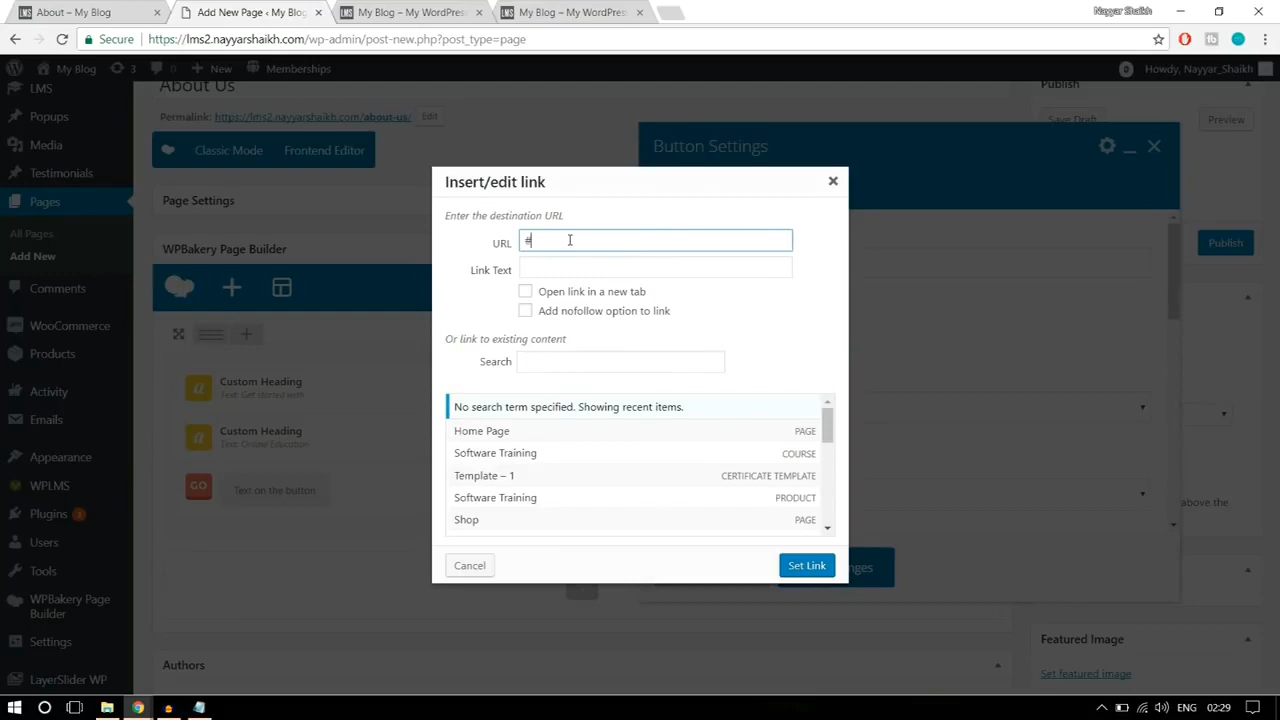 About – My Blog
Add New Page ‹ My Blog
My Blog – My WordPress
My Blog – My WordPress
Nayyar Shaikh
Secure
https://lms2.nayyarshaikh.com/wp-admin/post-new.php?post_type=page
My Blog
3
New
Memberships
0
Howdy, Nayyar_Shaikh
LMS
Popups
Media
Testimonials
Pages
All Pages
Add New
Comments
WooCommerce
Products
Activity
Emails
Appearance
WPLMS
Plugins
Users
Tools
WPBakery Page
Builder
Settings
LayerSlider WP
About Us
Permalink: https://lms2.nayyarshaikh.com/about-us/
Edit
Classic Mode
Frontend Editor
Page Settings
WPBakery Page Builder
Custom Heading
Text: Get started with
Custom Heading
Text: Online Education
GO
Text on the button
Authors
Button Settings
Insert/edit link
Enter the destination URL
URL
#
Link Text
Open link in a new tab
Add nofollow option to link
Or link to existing content
Search
No search term specified. Showing recent items.
Home Page PAGE
Software Training COURSE
Template – 1 CERTIFICATE TEMPLATE
Software Training PRODUCT
Shop PAGE
Cancel
Set Link
Publish
Save Draft
Preview
Publish
above the
Featured Image
Set featured image
ENG
02:29